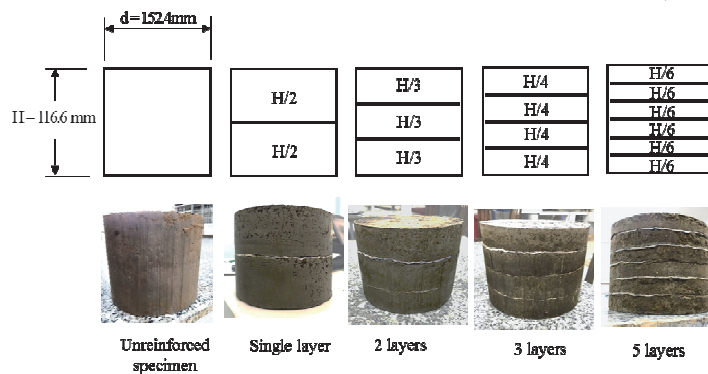 d=152.4mm
H= 116.6 mm
H/2
H/2
H/3
H/3
H/3
H/4
H/4
H/4
H/4
H/6
H/6
H/6
H/6
H/6
H/6
Unreinforced
specimen
Single layer
2 layers
3 layers
5 layers